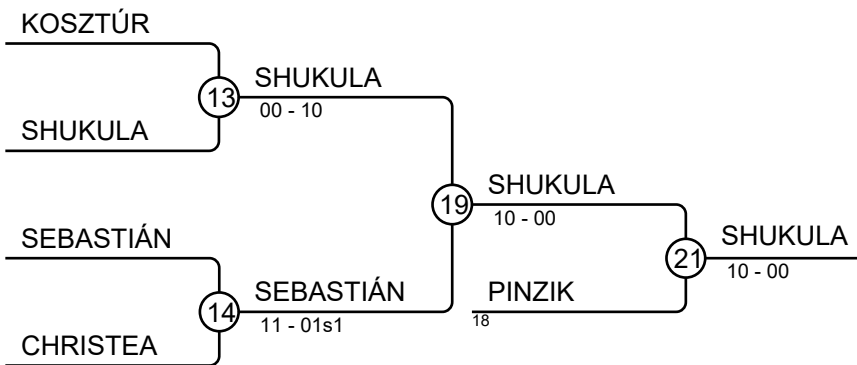 KOSZTÚR
13
SHUKULA
00 - 10
SHUKULA
19
SHUKULA
10 - 00
SEBASTIÁN
21
SHUKULA
10 - 00
14
SEBASTIÁN
11 - 01s1
PINZIK
18
CHRISTEA